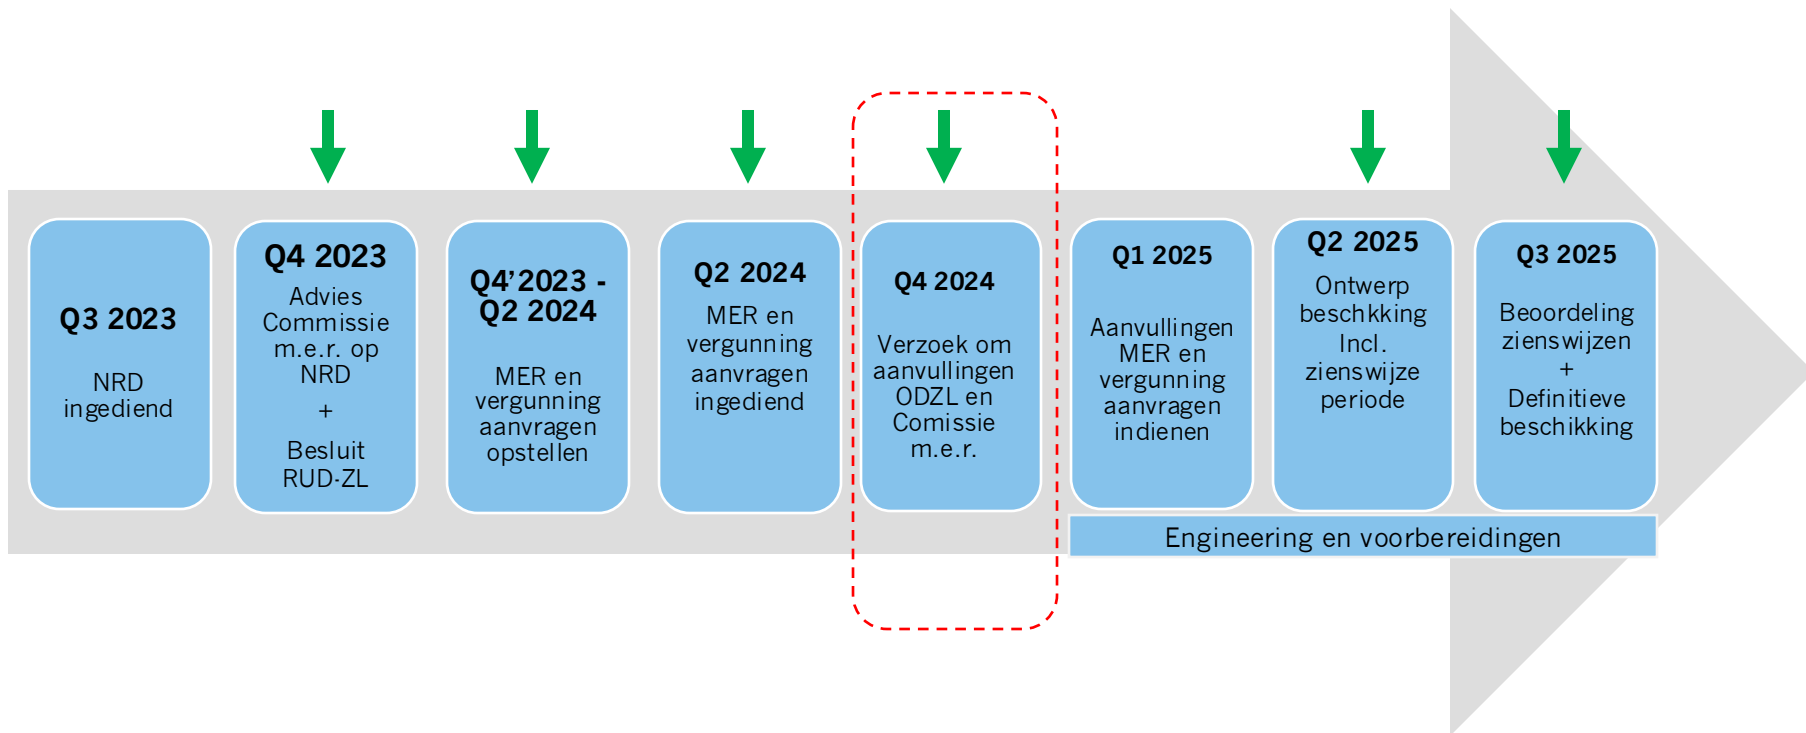 Q3 2023
NRD
ingediend
Q4 2023
Advies
Commissie
m.e.r. op
NRD
+
Besluit
RUD-ZL
Q4’2023 -
Q2 2024
MER en
vergunning
aanvragen
opstellen
Q2 2024
MER en
vergunning
aanvragen
ingediend
Q4 2024
Verzoek om
aanvullingen
ODZL en
Comissie
m.e.r.
Q1 2025
Aanvullingen
MER en
vergunning
aanvragen
indienen
Q2 2025
Ontwerp
beschkking
Incl.
zienswijze
periode
Q3 2025
Beoordeling
zienswijzen
+
Definitieve
beschikking
Engineering en voorbereidingen